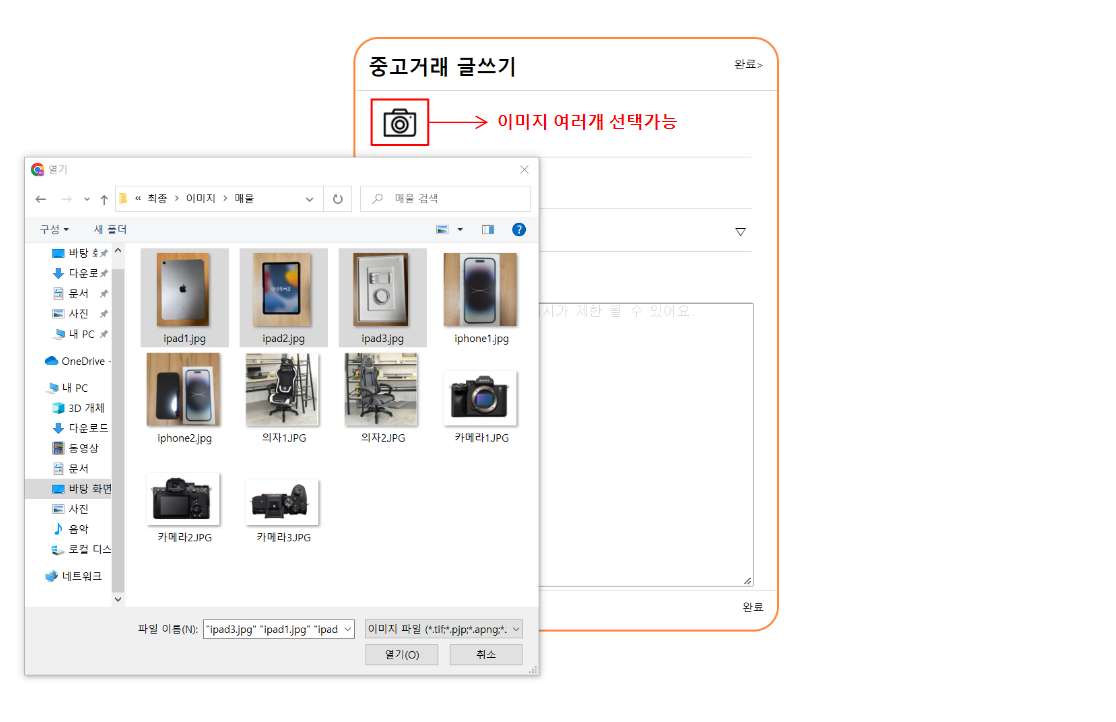 중고거래 글쓰기
완료>
이미지 여러개 선택가능
열기
« 최종 > 이미지 > 매물
매물 검색
구성
새 폴더
바탕
다운로
문서
사진
내 PC
OneDrive -
내 PC
3D 개체
다운로드
동영상
문서
바탕 화면
사진
음악
로컬 디스
네트워크
ipad1.jpg
ipad2.jpg
ipad3.jpg
iphone1.jpg
iphone2.jpg
의자1.JPG
의자2.JPG
카메라1.JPG
카메라2.JPG
카메라3.JPG
시가 제한 될 수 있어요.
파일 이름(N):
"ipad3.jpg" "ipad1.jpg" "ipad
이미지 파일 (*.tif;*.pjp;*.apng;*.
열기(O)
취소
완료